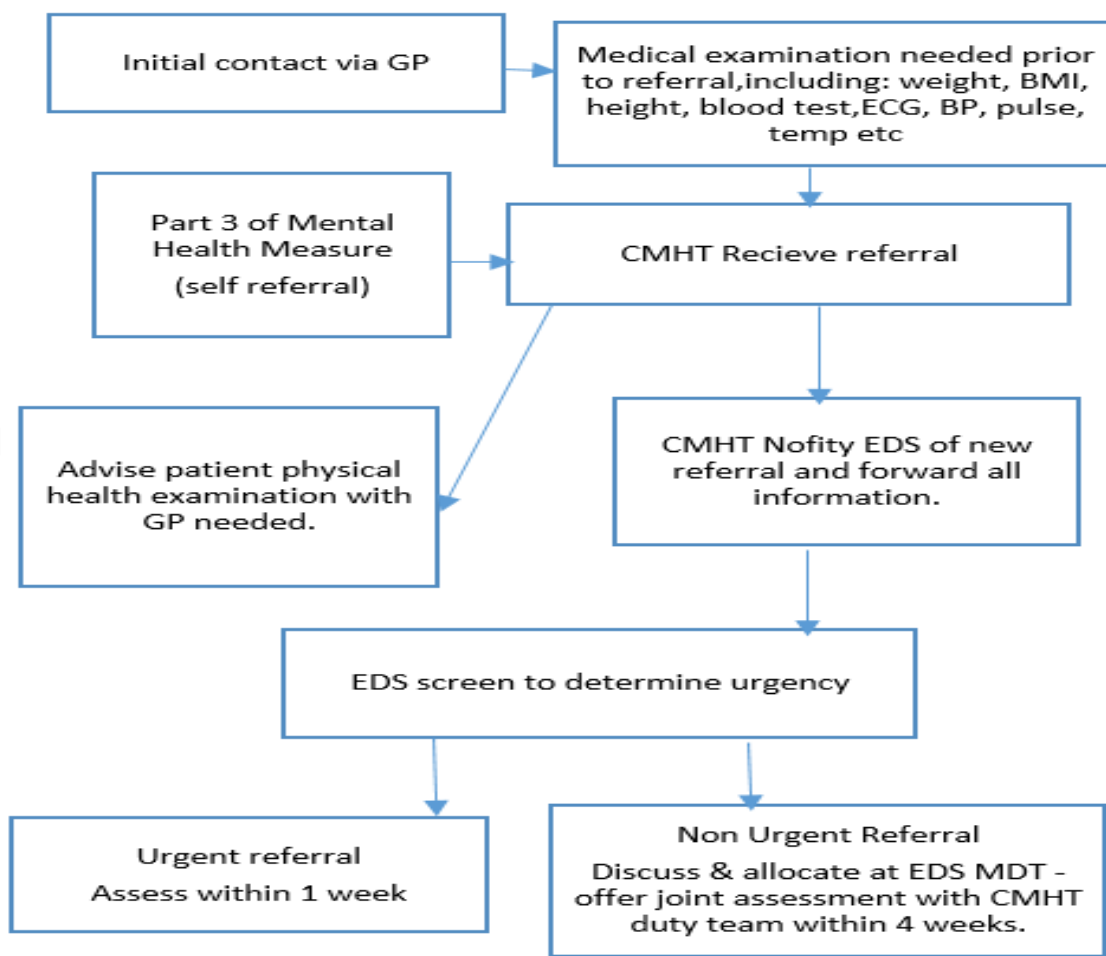 Initial contact via GP
Medical examination needed prior
to referral,including: weight, BMI,
height, blood test,ECG, BP, pulse,
temp etc
Part 3 of Mental
Health Measure
(self referral)
CMHT Recieve referral
Advise patient physical
health examination with
GP needed.
CMHT Nofity EDS of new
referral and forward all
information.
EDS screen to determine urgency
Urgent referral
Assess within 1 week
Non Urgent Referral
Discuss & allocate at EDS MDT -
offer joint assessment with CMHT
duty team within 4 weeks.